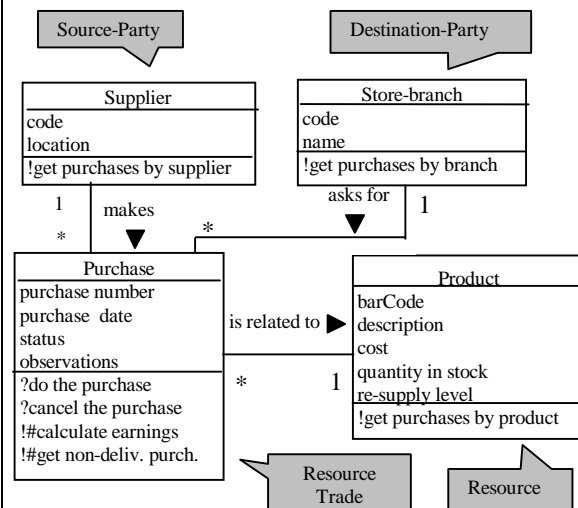 Source-Party
Destination-Party
Supplier
code
location
!get purchases by supplier
Store-branch
code
name
!get purchases by branch
1
makes
*
asks for
1
*
Purchase
purchase number
purchase date
status
observations
?do the purchase
?cancel the purchase
!#calculate earnings
!#get non-deliv. purch.
is related to
*
1
Product
barCode
description
cost
quantity in stock
re-supply level
!get purchases by product
Resource
Trade
Resource